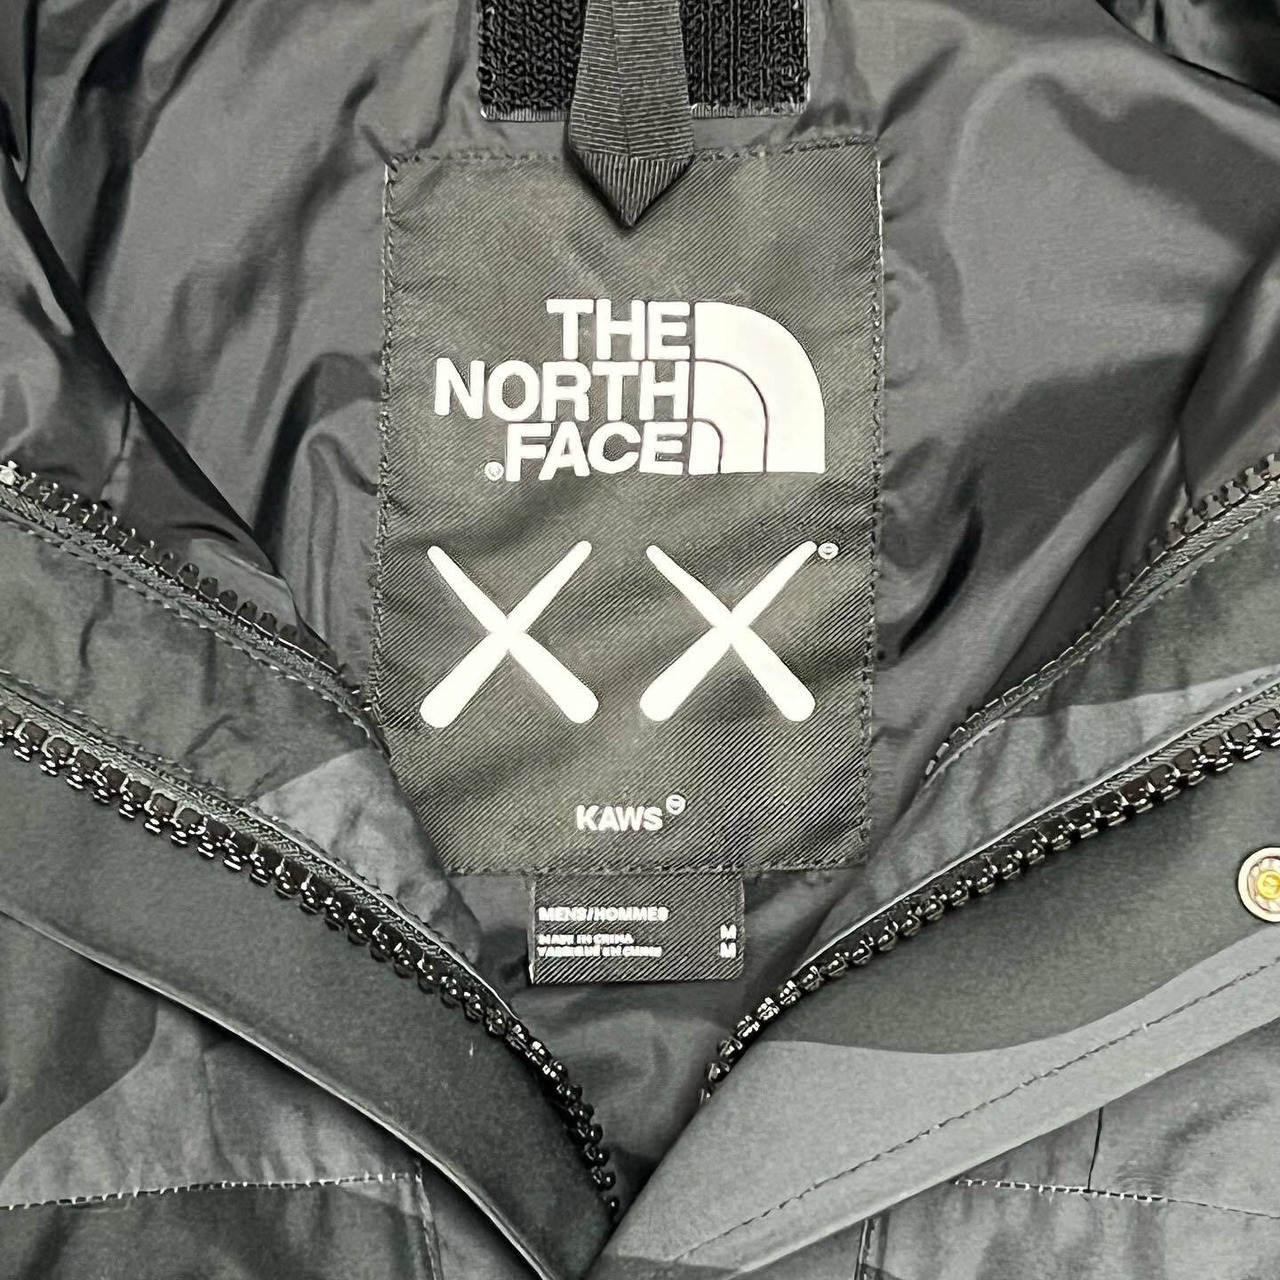 THE
NORTH
FACE®
XX®
KAWS®
MENS/HOMMES
MADE IN CHINA M
FABRIQUÉ EN CHINE M